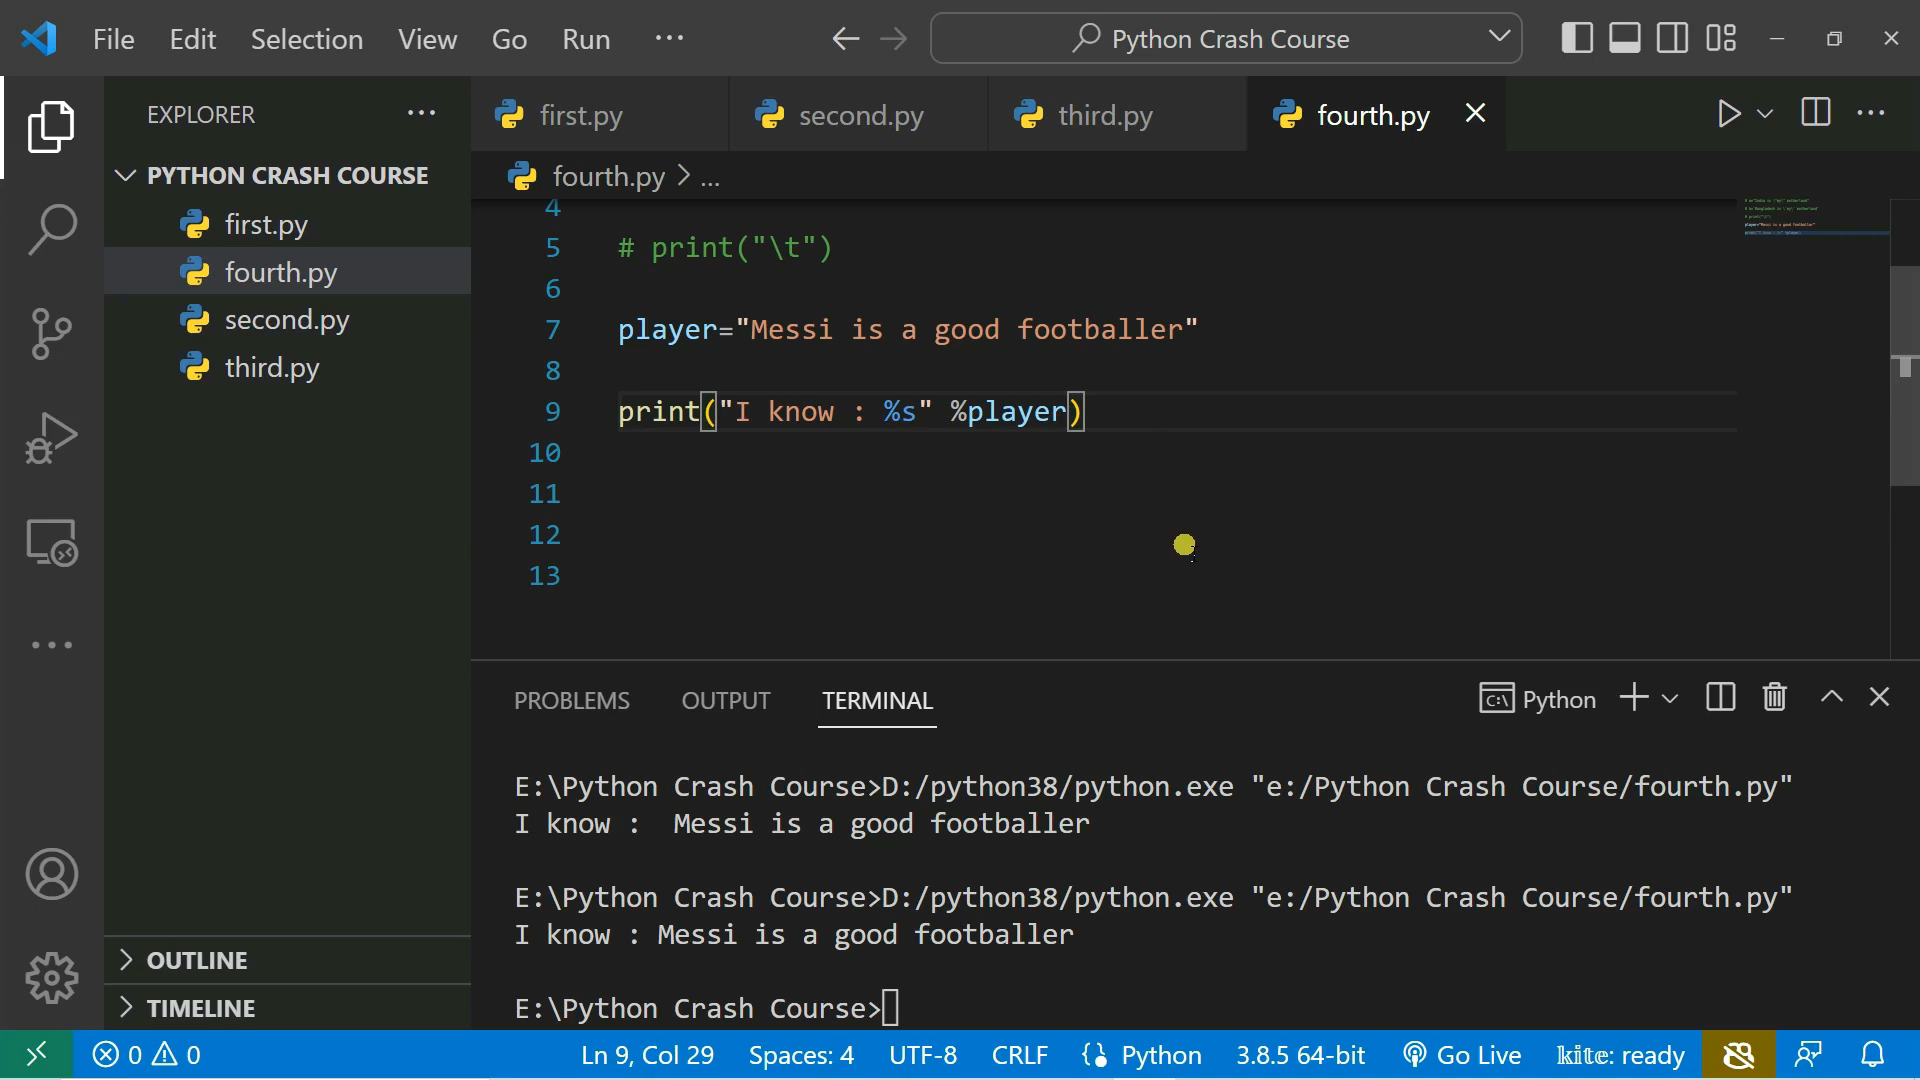 File Edit Selection View Go Run ···
Python Crash Course
EXPLORER
PYTHON CRASH COURSE
first.py
fourth.py
second.py
third.py
OUTLINE
TIMELINE
first.py second.py third.py fourth.py
fourth.py > ...
4
5 # print("\t")
6
7 player="Messi is a good footballer"
8
9 print("I know : %s" %player)
10
11
12
13
PROBLEMS OUTPUT TERMINAL
Python
E:\Python Crash Course>D:/python38/python.exe "e:/Python Crash Course/fourth.py"
I know :  Messi is a good footballer
E:\Python Crash Course>D:/python38/python.exe "e:/Python Crash Course/fourth.py"
I know : Messi is a good footballer
E:\Python Crash Course>
0 0 Ln 9, Col 29 Spaces: 4 UTF-8 CRLF Python 3.8.5 64-bit Go Live kite: ready